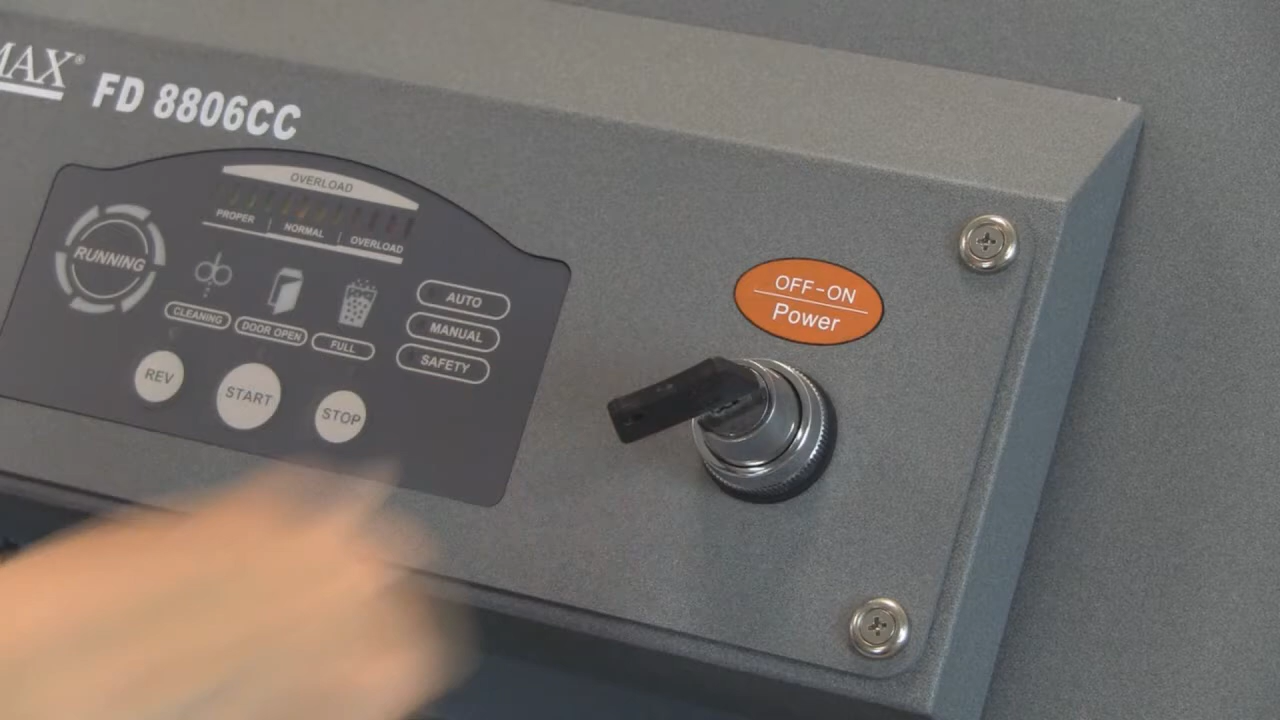 MAX® FD 8806CC
OVERLOAD
PROPER NORMAL OVERLOAD
RUNNING
CLEANING DOOR OPEN FULL
AUTO
MANUAL
SAFETY
REV START STOP
OFF-ON
Power